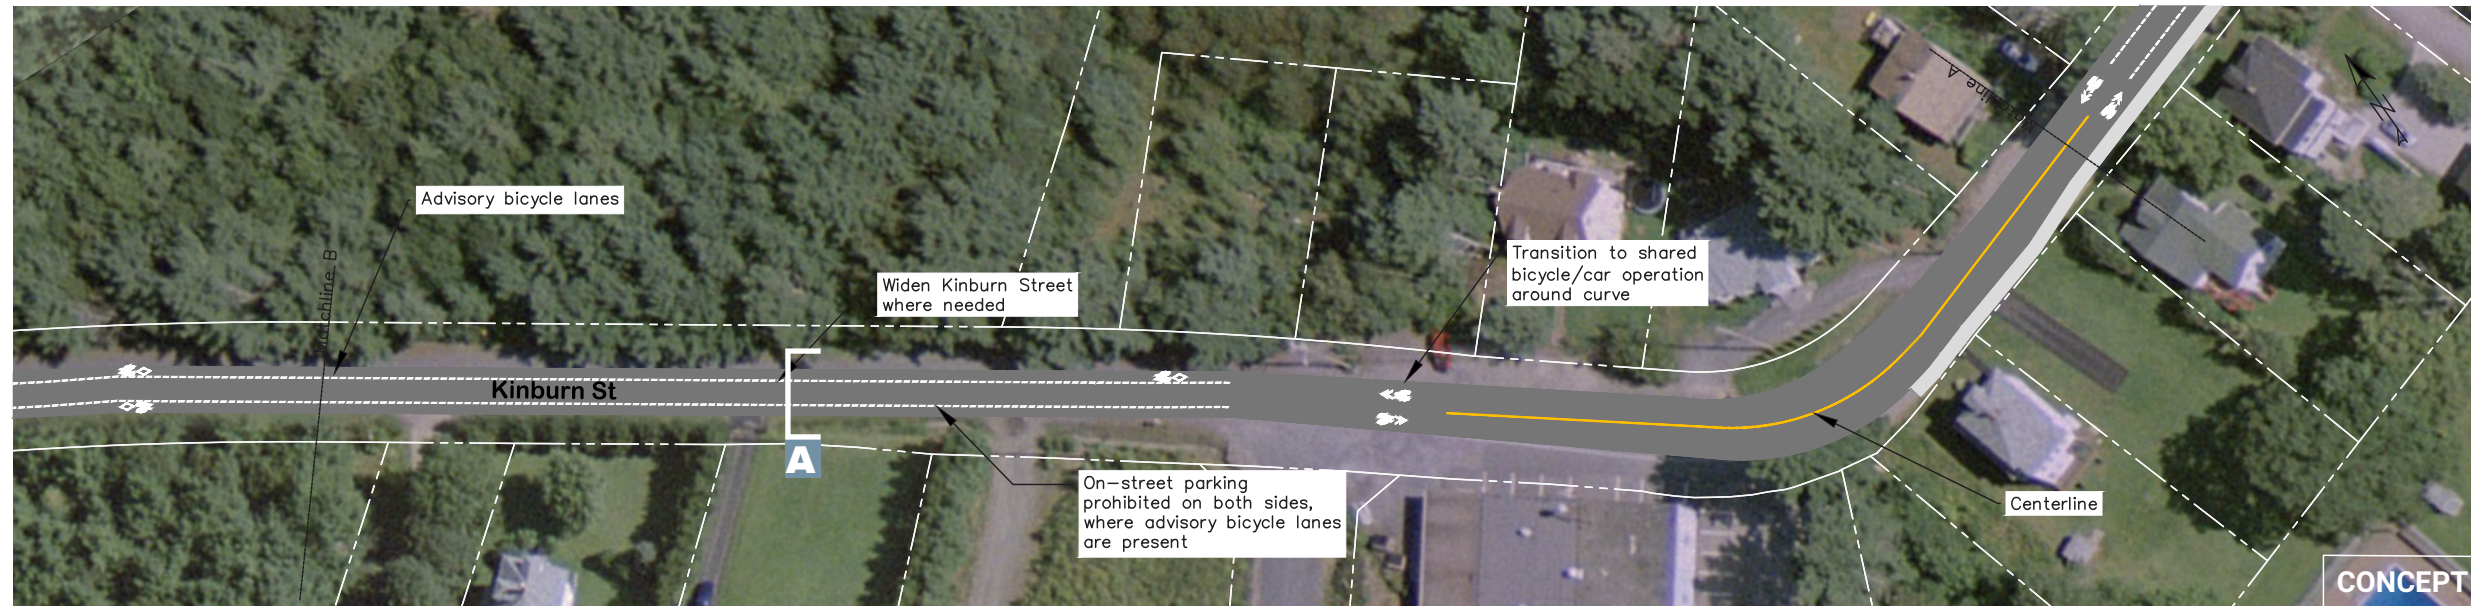 Advisory bicycle lanes
Matchline B
Kinburn St
Widen Kinburn Street
where needed
A
On-street parking
prohibited on both sides,
where advisory bicycle lanes
are present
Transition to shared
bicycle/car operation
around curve
Matchline A
N
Centerline
CONCEPT